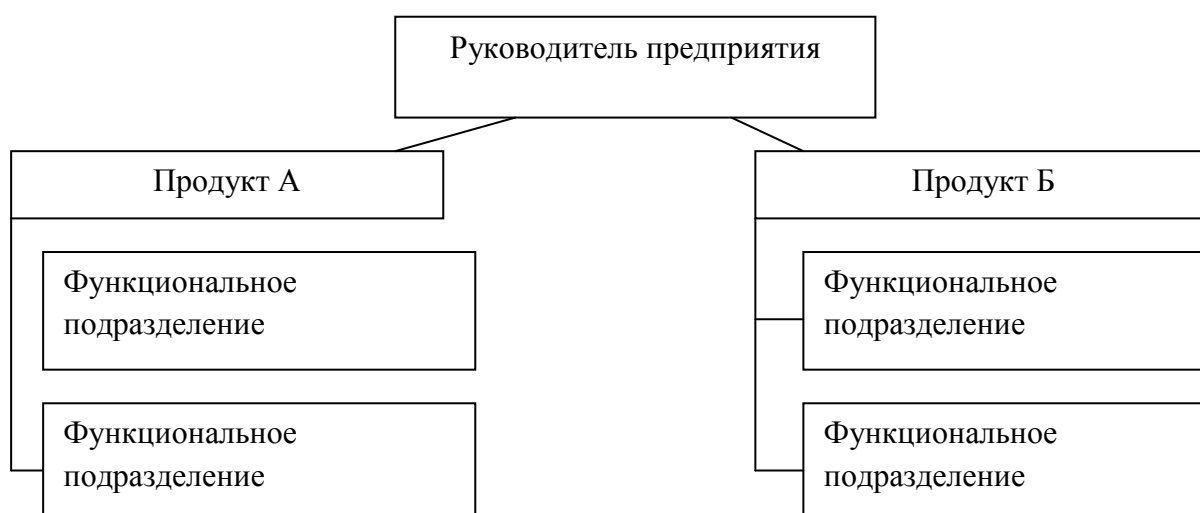 Руководитель предприятия
Продукт А
Продукт Б
Функциональное
подразделение
Функциональное
подразделение
Функциональное
подразделение
Функциональное
подразделение